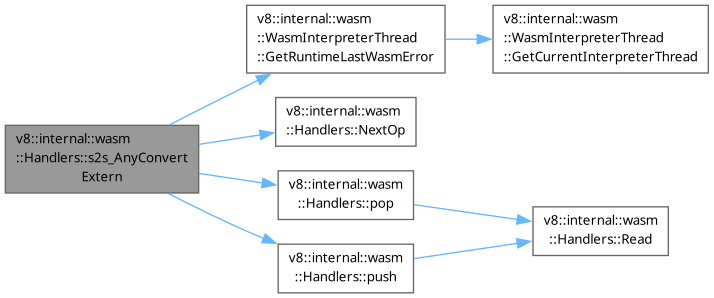 v8::internal::wasm
::Handlers::s2s_AnyConvert
Extern
v8::internal::wasm
::WasmInterpreterThread
::GetRuntimeLastWasmError
v8::internal::wasm
::WasmInterpreterThread
::GetCurrentInterpreterThread
v8::internal::wasm
::Handlers::NextOp
v8::internal::wasm
::Handlers::pop
v8::internal::wasm
::Handlers::push
v8::internal::wasm
::Handlers::Read